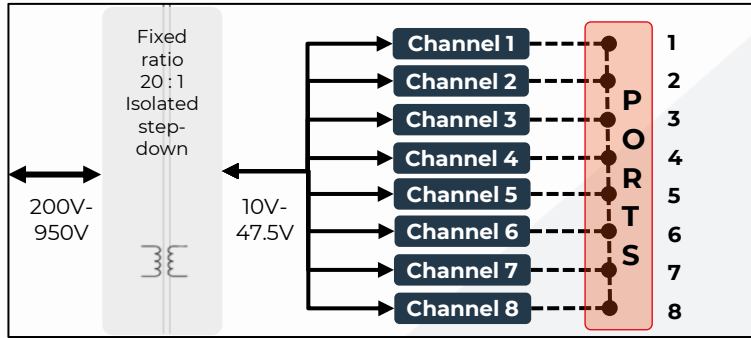 Fixed
ratio
20 : 1
Isolated
step-
down
200V-
950V
10V-
47.5V
Channel 1
Channel 2
Channel 3
Channel 4
Channel 5
Channel 6
Channel 7
Channel 8
PORTS
1
2
3
4
5
6
7
8